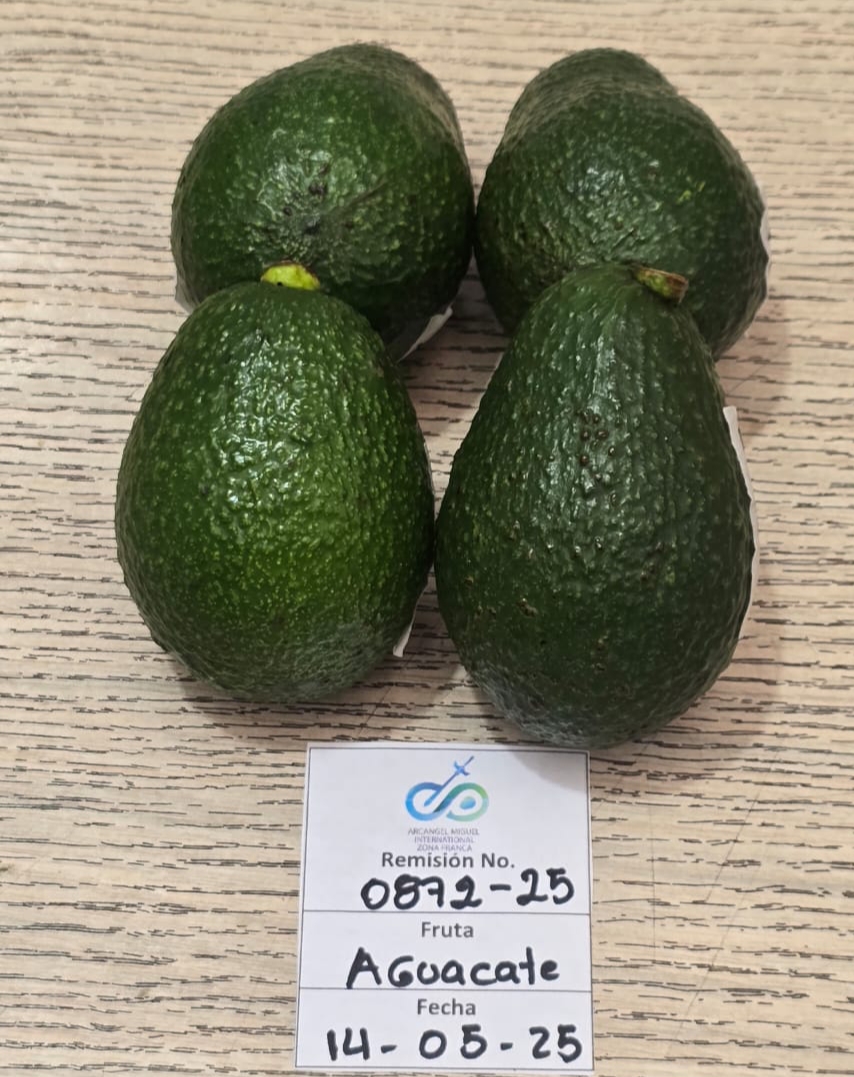 ARCANGEL MIGUEL
INTERNATIONAL
ZONA FRANCA
Remisión No.
0872-25
Fruta
AGuacate
Fecha
14-05-25